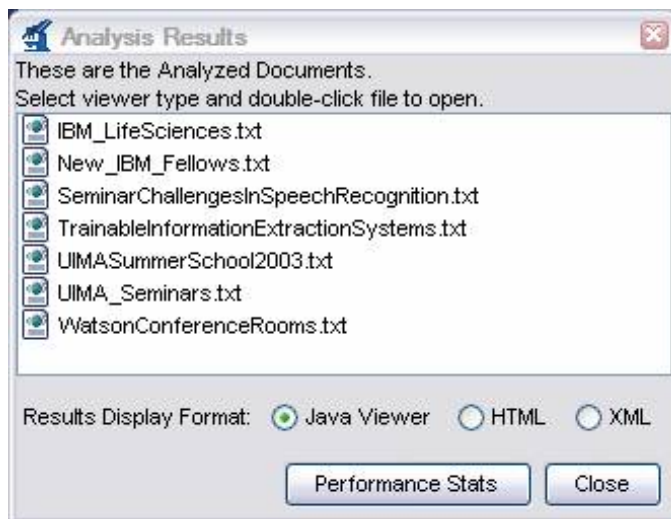 Analysis Results
These are the Analyzed Documents.
Select viewer type and double-click file to open.
IBM_LifeSciences.txt
New_IBM_Fellows.txt
SeminarChallengesInSpeechRecognition.txt
TrainableInformationExtractionSystems.txt
UIMASummerSchool2003.txt
UIMA_Seminars.txt
WatsonConferenceRooms.txt
Results Display Format: Java Viewer HTML XML
Performance Stats Close